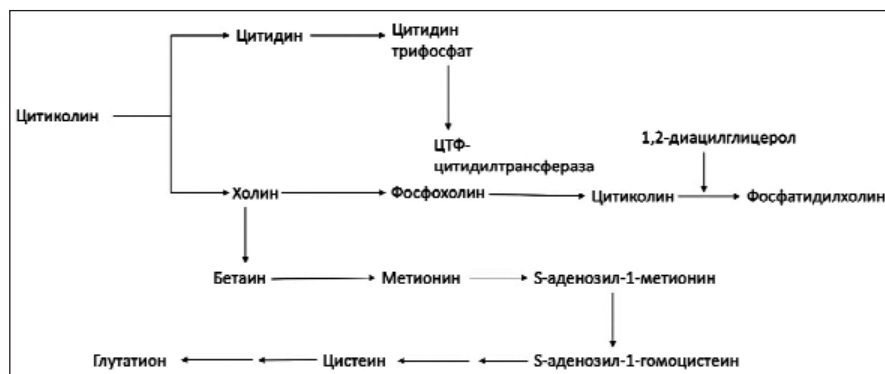 Цитидин
Цитидин
трифосфат
Цитиколин
ЦТФ-
цитидилтрансфераза
1,2-диацилглицерол
Холин
Фосфохолин
Цитиколин
Фосфатидилхолин
Бетаин
Метионин
S-аденозил-1-метионин
Глутатион
Цистеин
S-аденозил-1-гомоцистеин